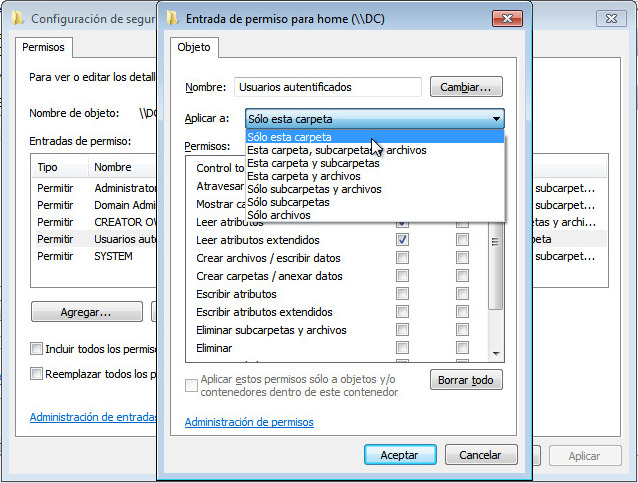 Configuración de segur
Permisos
Para ver o editar los detall
Nombre de objeto: \\DC
Entradas de permiso:
Tipo Nombre
Permitir Administrator
Permitir Domain Admi
Permitir CREATOR OW
Permitir Usuarios auto
Permitir SYSTEM
Agregar...
Incluir todos los permiso
Reemplazar todos los p
Administración de entradas
Entrada de permiso para home (\\DC)
Objeto
Nombre: Usuarios autentificados Cambiar...
Aplicar a: Sólo esta carpeta
Sólo esta carpeta
Esta carpeta, subcarpetas archivos
Esta carpeta y subcarpetas
Esta carpeta y archivos
Sólo subcarpetas y archivos
Sólo subcarpetas
Sólo archivos
Permisos:
Control to
Atravesar
Mostrar ca
Leer atributos
Leer atributos extendidos
Crear archivos / escribir datos
Crear carpetas / anexar datos
Escribir atributos
Escribir atributos extendidos
Eliminar subcarpetas y archivos
Eliminar
Aplicar estos permisos sólo a objetos y/o
contenedores dentro de este contenedor
Borrar todo
Administración de permisos
Aceptar Cancelar
subcarpet...
subcarpet...
tas y archi...
peta
subcarpet...
Aplicar